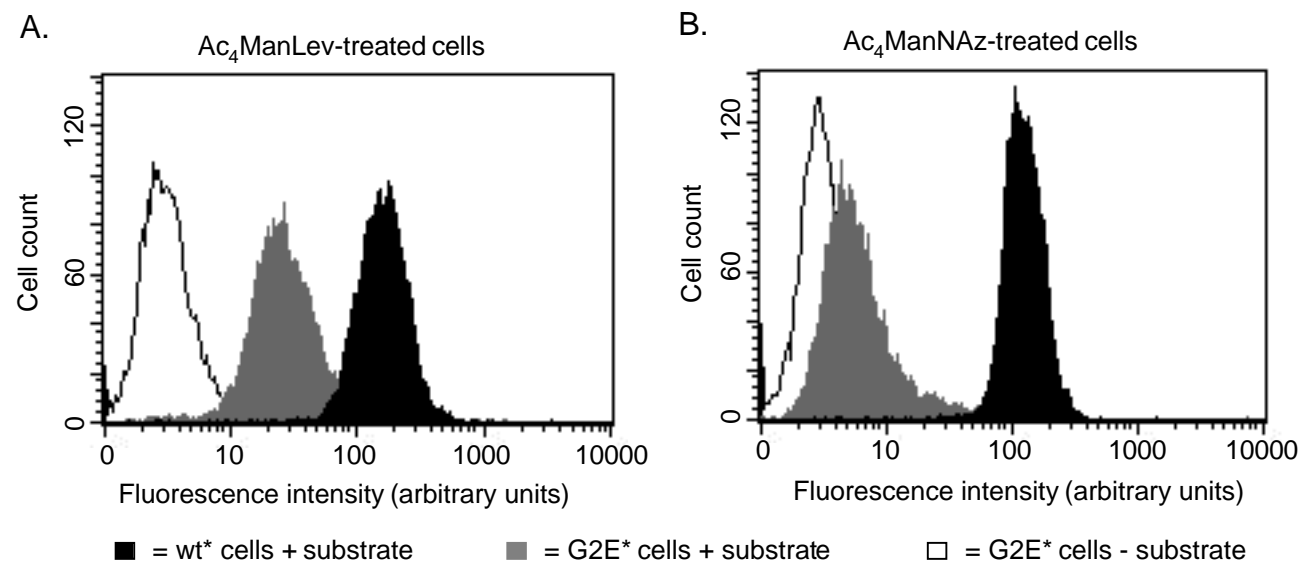 A.
Ac4ManLev-treated cells
Cell count
120
60
0
0 10 100 1000 10000
Fluorescence intensity (arbitrary units)
B.
Ac4ManNAz-treated cells
Cell count
120
60
0
0 10 100 1000 10000
Fluorescence intensity (arbitrary units)
= wt* cells + substrate = G2E* cells + substrate = G2E* cells - substrate